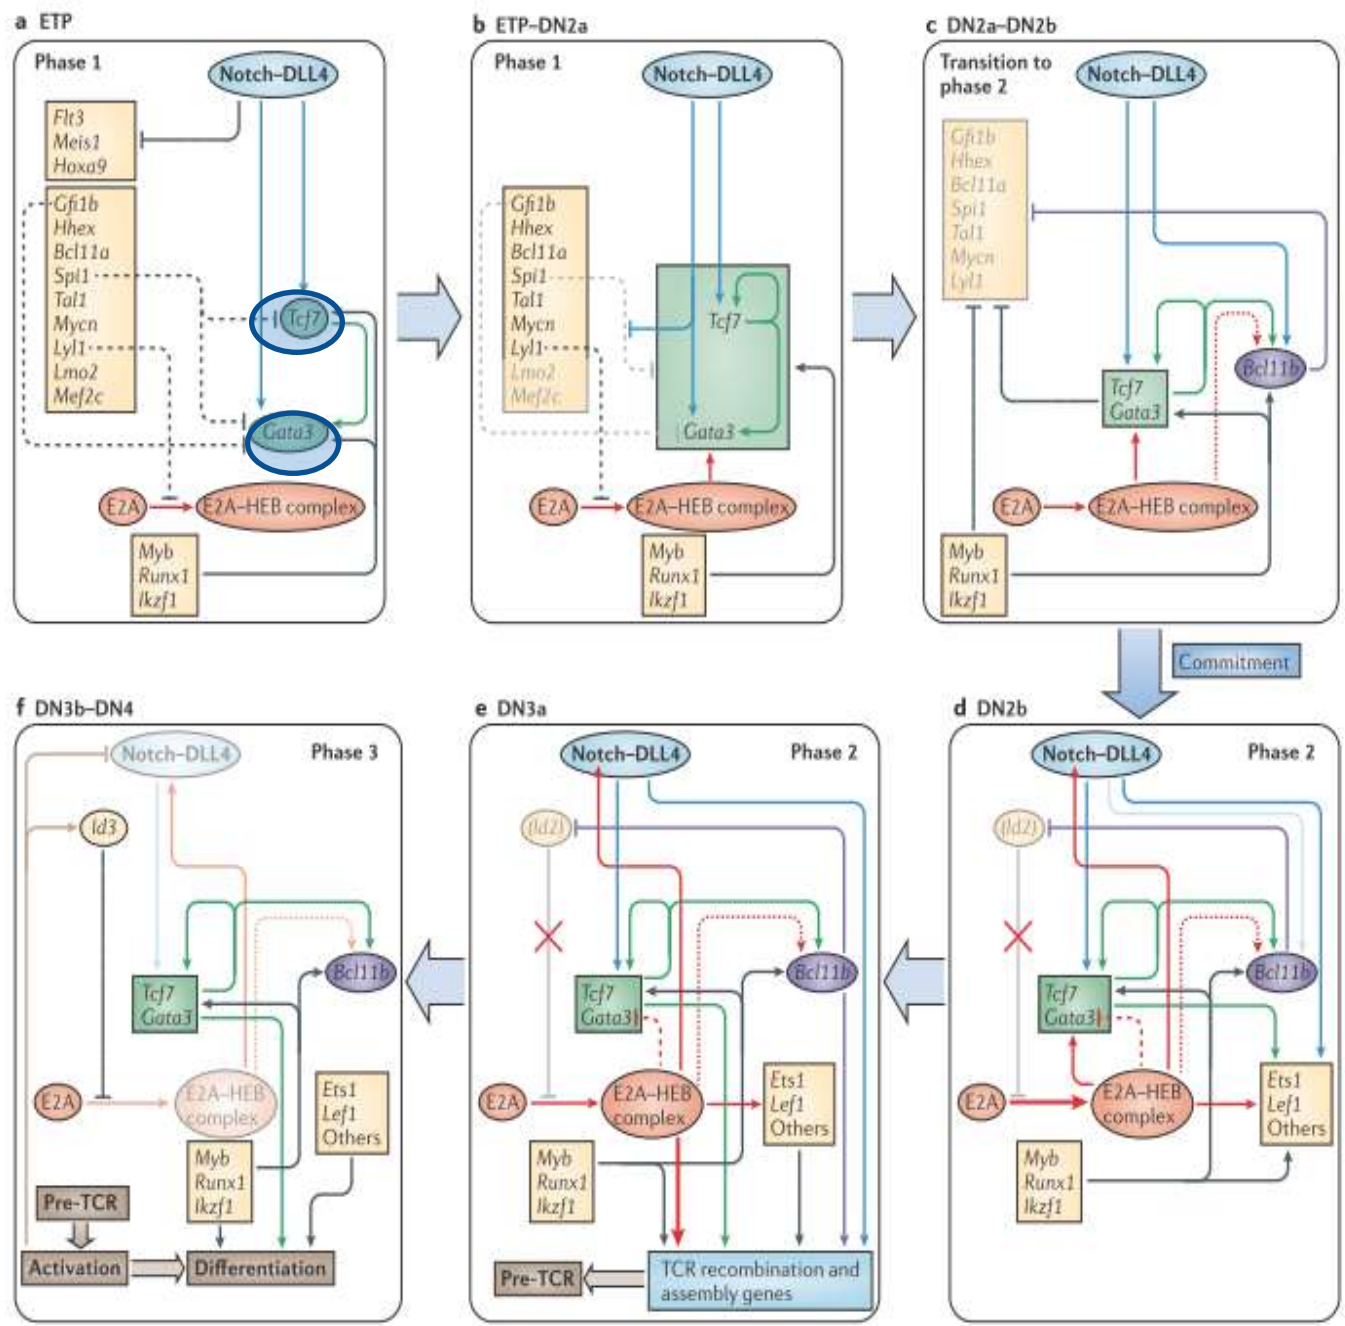 a ETP
Phase 1
Notch–DLL4
Flt3
Meis1
Hoxa9
Gfi1b
Hhex
Bcl11a
Spi1
Tal1
Mycn
Lyl1
Lmo2
Mef2c
Tcf7
Gata3
E2A
E2A–HEB complex
Myb
Runx1
Ikzf1
b ETP–DN2a
Phase 1
Notch–DLL4
Gfi1b
Hhex
Bcl11a
Spi1
Tal1
Mycn
Lyl1
Lmo2
Mef2c
Tcf7
Gata3
E2A
E2A–HEB complex
Myb
Runx1
Ikzf1
c DN2a–DN2b
Transition to
phase 2
Notch–DLL4
Gfi1b
Hhex
Bcl11a
Spi1
Tal1
Mycn
Lyl1
Tcf7
Gata3
Bcl11b
E2A
E2A–HEB complex
Myb
Runx1
Ikzf1
Commitment
f DN3b–DN4
Notch–DLL4
Phase 3
Id3
Bcl11b
Tcf7
Gata3
E2A
E2A–HEB
complex
Ets1
Lef1
Others
Myb
Runx1
Ikzf1
Pre-TCR
Activation
Differentiation
e DN3a
Notch–DLL4
Phase 2
(Id2)
Bcl11b
Tcf7
Gata3
E2A
E2A–HEB
complex
Ets1
Lef1
Others
Myb
Runx1
Ikzf1
Pre-TCR
TCR recombination and
assembly genes
d DN2b
Notch–DLL4
Phase 2
(Id2)
Bcl11b
Tcf7
Gata3
E2A
E2A–HEB
complex
Ets1
Lef1
Others
Myb
Runx1
Ikzf1